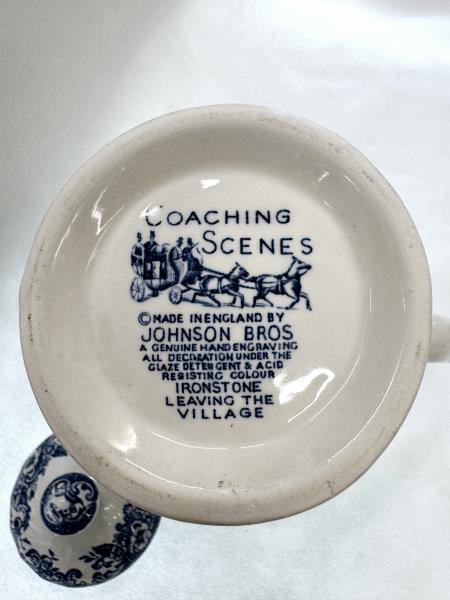 COACHING
SCENES
© MADE IN ENGLAND BY
JOHNSON BROS
A GENUINE HAND ENGRAVING
ALL DECORATION UNDER THE
GLAZE DETERGENT & ACID
RESISTING COLOUR
IRONSTONE
LEAVING THE
VILLAGE